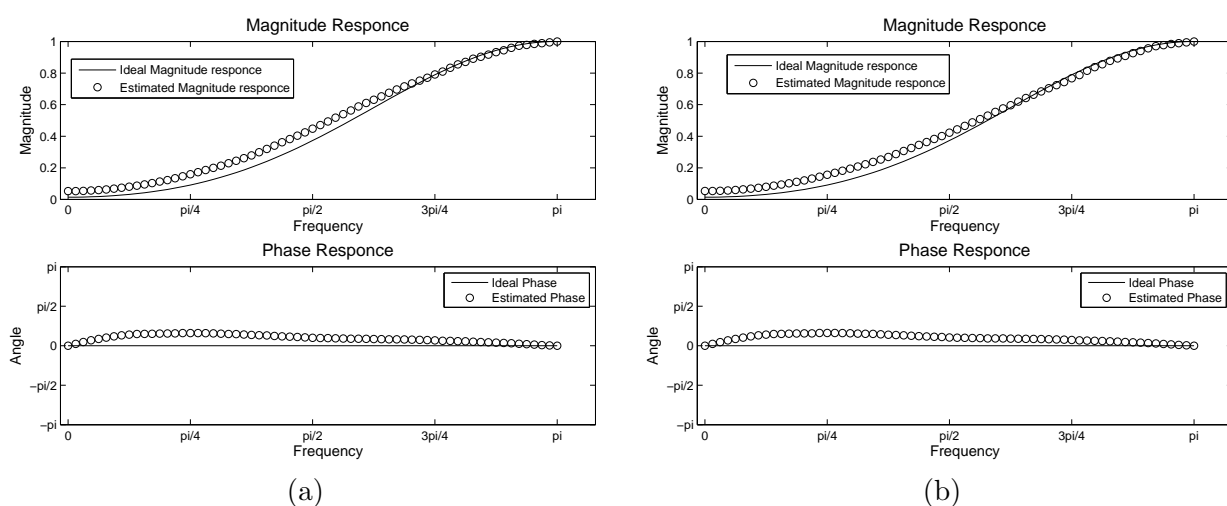 Magnitude Responce
1
0.8
0.6
0.4
0.2
0
Magnitude
Ideal Magnitude responce
Estimated Magnitude responce
0
pi/4
pi/2
3pi/4
pi
Frequency
Phase Responce
pi
pi/2
0
−pi/2
−pi
Angle
Ideal Phase
Estimated Phase
0
pi/4
pi/2
3pi/4
pi
Frequency
(a)
Magnitude Responce
1
0.8
0.6
0.4
0.2
0
Magnitude
Ideal Magnitude responce
Estimated Magnitude responce
0
pi/4
pi/2
3pi/4
pi
Frequency
Phase Responce
pi
pi/2
0
−pi/2
−pi
Angle
Ideal Phase
Estimated Phase
0
pi/4
pi/2
3pi/4
pi
Frequency
(b)